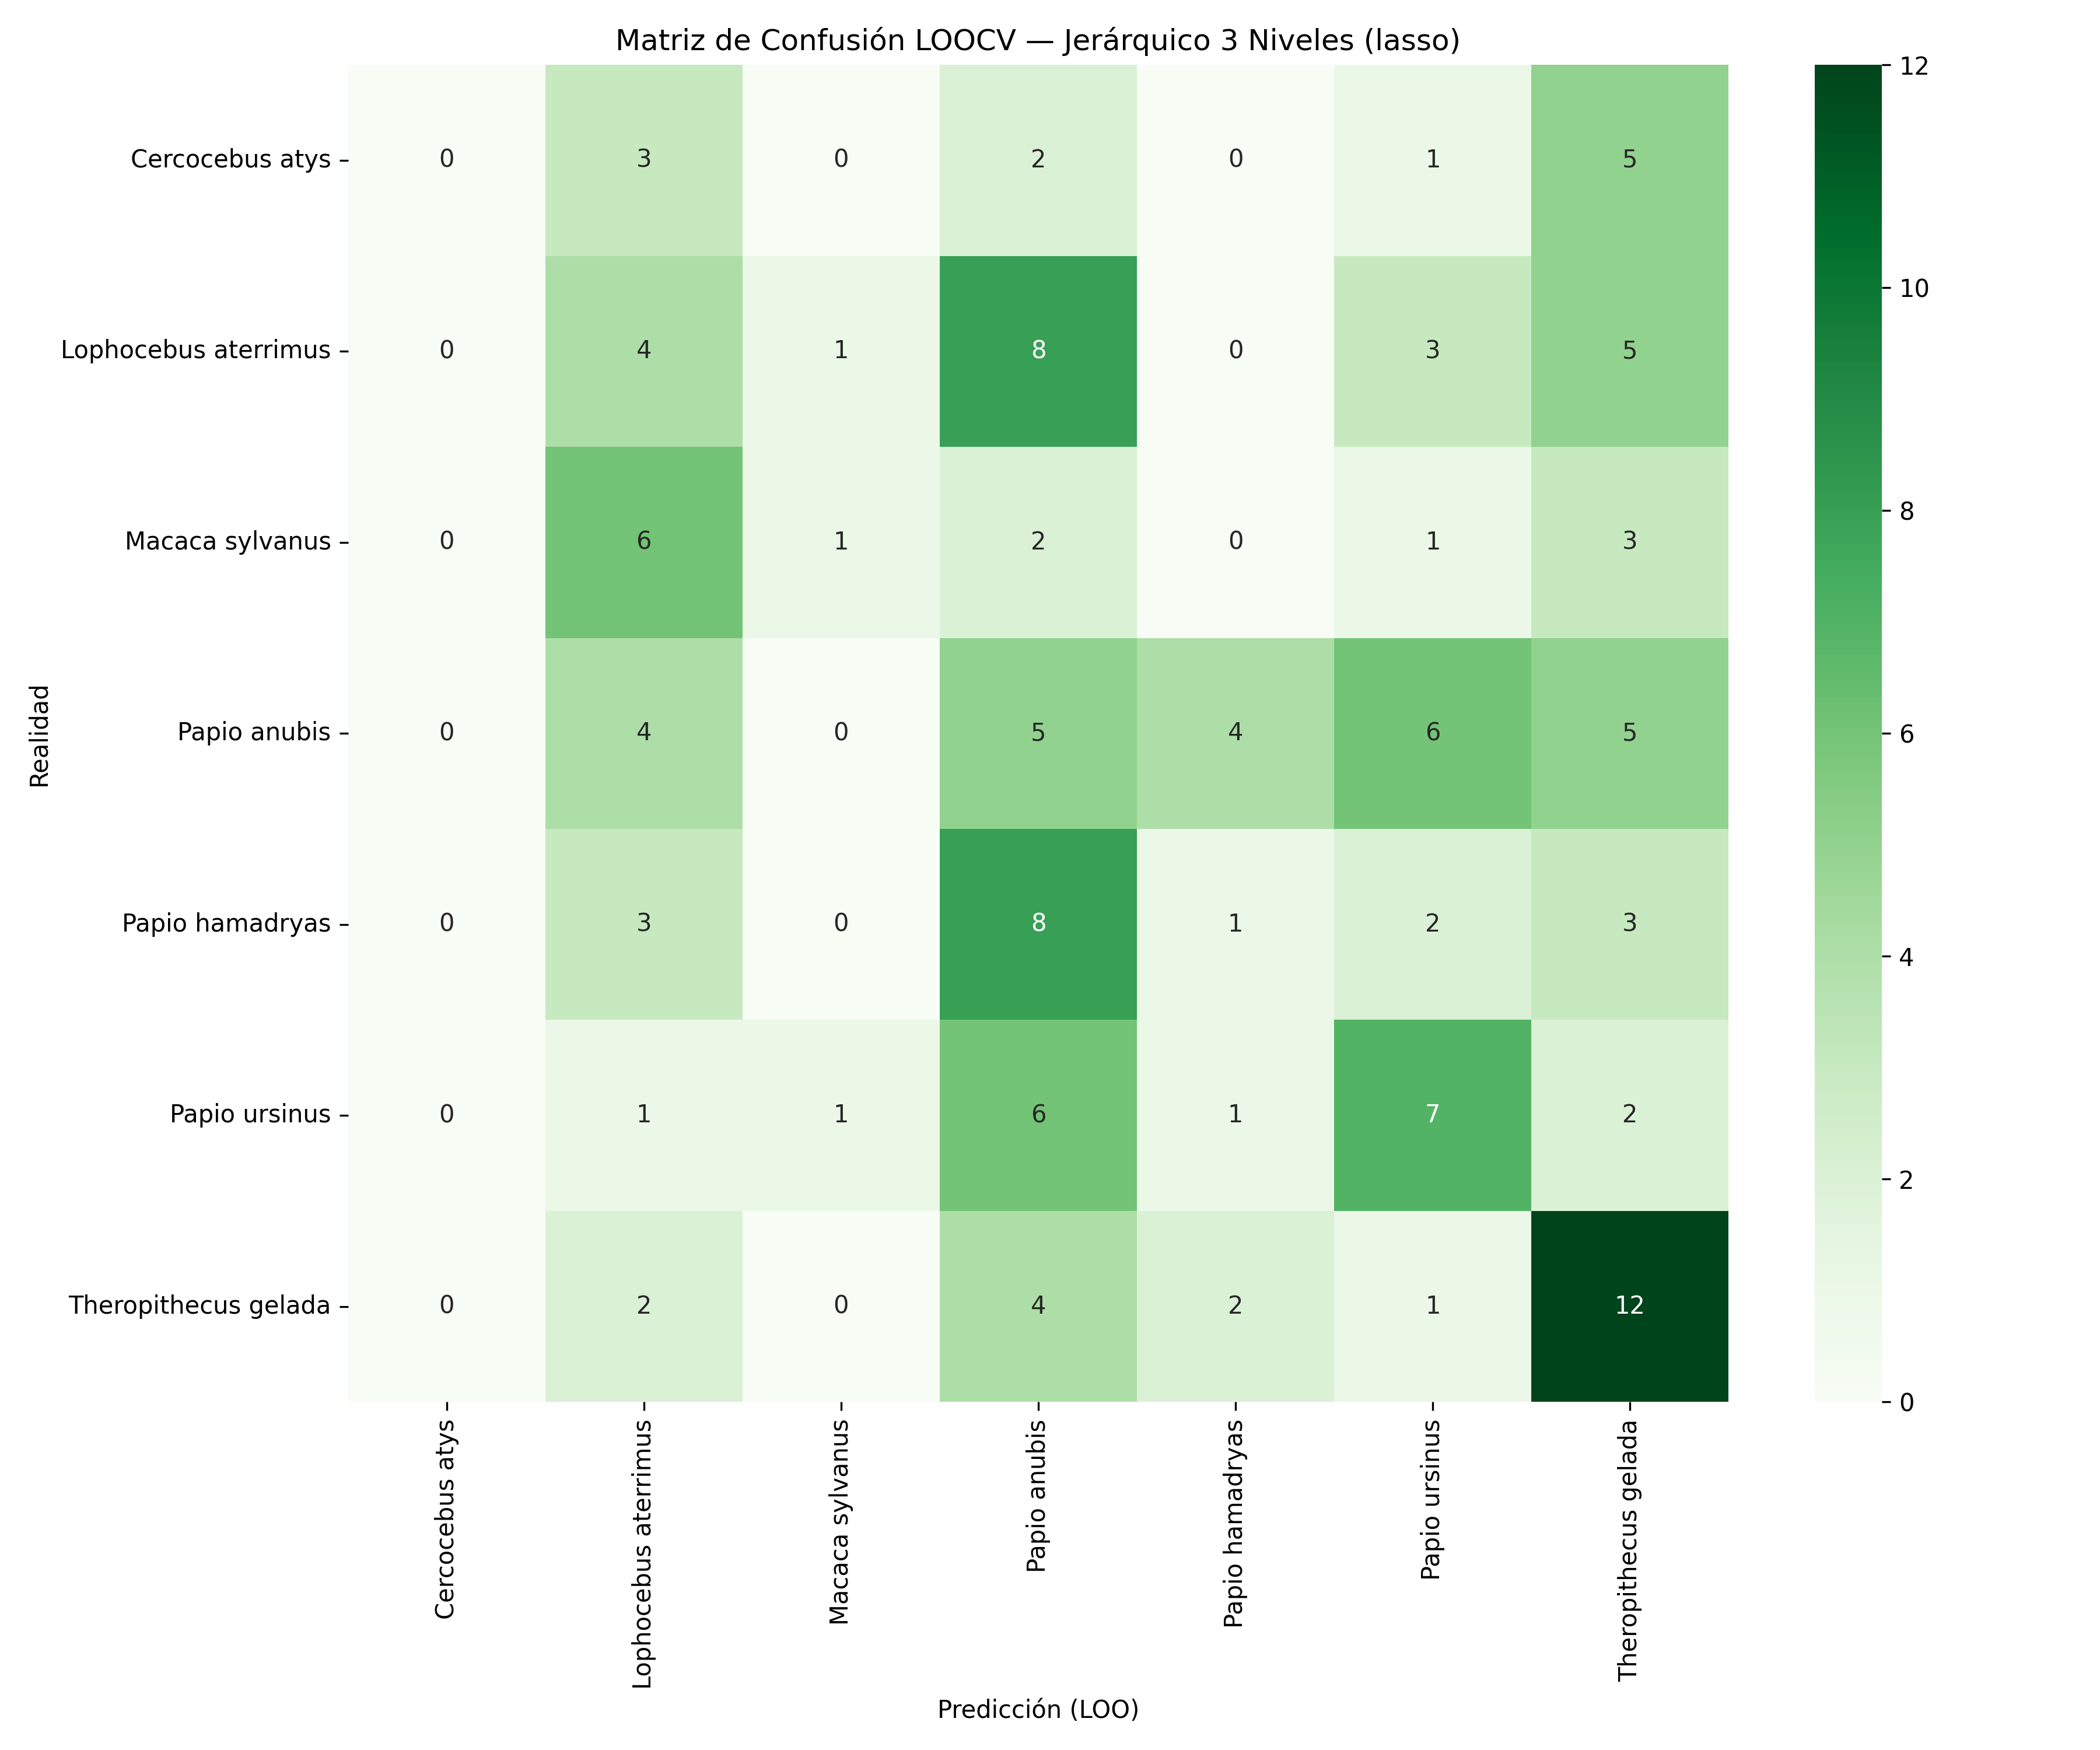 Matriz de Confusión LOOCV — Jerárquico 3 Niveles (lasso)
Realidad
Cercocebus atys 0 3 0 2 0 1 5
Lophocebus aterrimus 0 4 1 8 0 3 5
Macaca sylvanus 0 6 1 2 0 1 3
Papio anubis 0 4 0 5 4 6 5
Papio hamadryas 0 3 0 8 1 2 3
Papio ursinus 0 1 1 6 1 7 2
Theropithecus gelada 0 2 0 4 2 1 12
Cercocebus atys
Lophocebus aterrimus
Macaca sylvanus
Papio anubis
Papio hamadryas
Papio ursinus
Theropithecus gelada
Predicción (LOO)
12
10
8
6
4
2
0